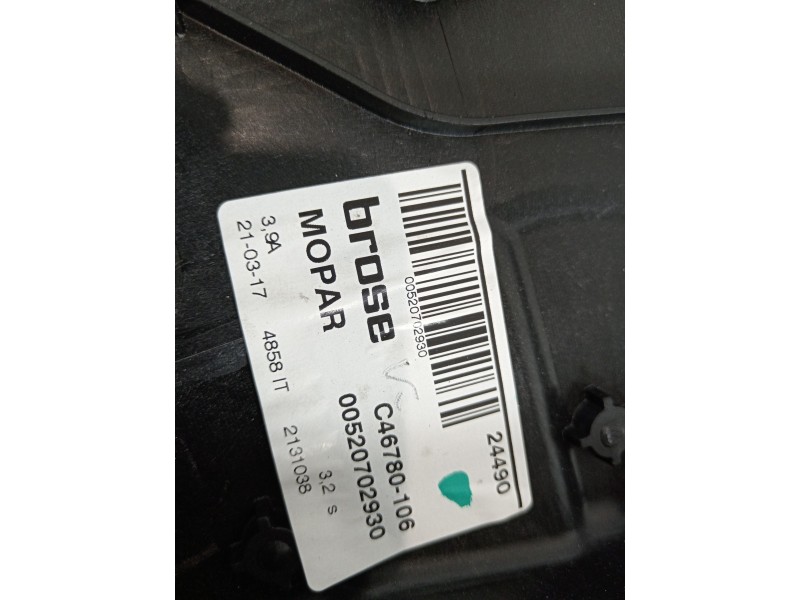 24490
00520702930
brose
C46780-106
MOPAR
00520702930
3,2 s
3,9A
4858 IT
2131038
21-03-17